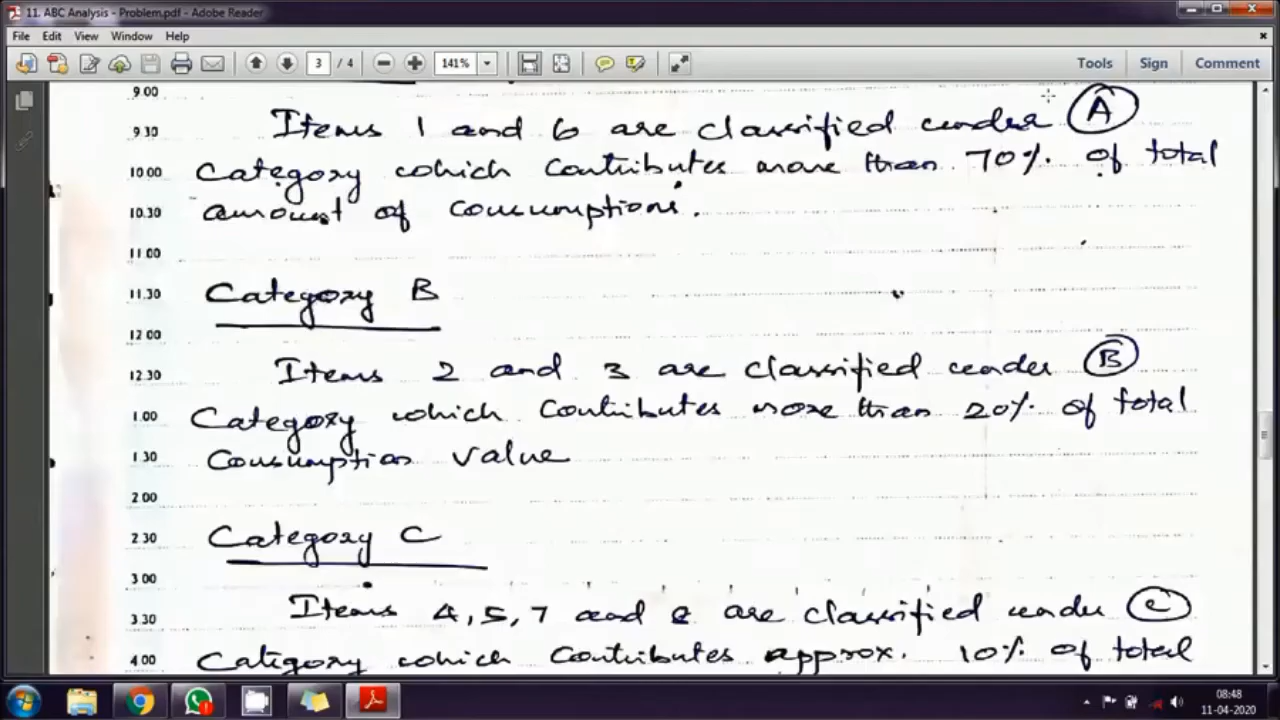 11. ABC Analysis - Problem.pdf - Adobe Reader
File Edit View Window Help
3 / 4 141% Tools Sign Comment
9.00
9.30 Items 1 and 6 are classified under A
10.00 Category which contributes more than 70% of total
10.30 amount of consumptions.
11.00
11.30 Category B
12.00
12.30 Items 2 and 3 are classified under B
1.00 Category which contributes more than 20% of total
1.30 Consumption value
2.00
2.30 Category C
3.00
3.30 Items 4, 5, 7 and 8 are classified under C
4.00 Category which contributes approx. 10% of total
08:48
11-04-2020